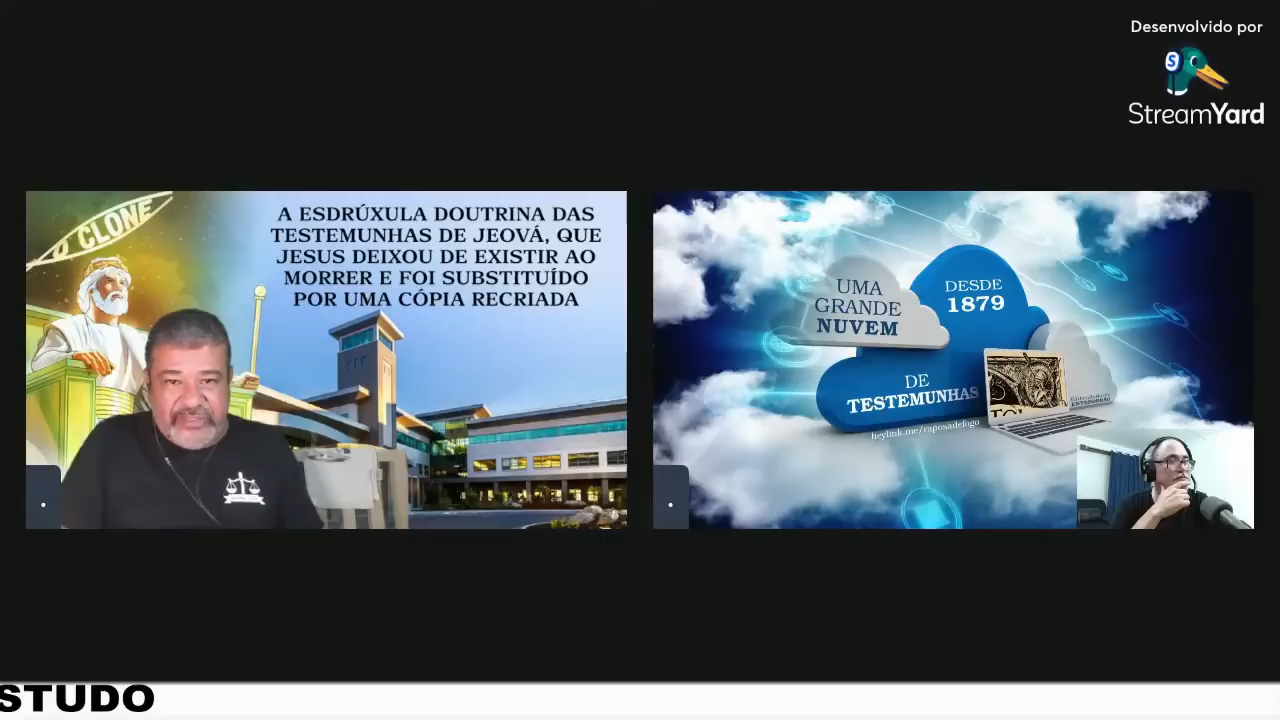 Desenvolvido por
S
StreamYard
O CLONE
A ESDRÚXULA DOUTRINA DAS
TESTEMUNHAS DE JEOVÁ, QUE
JESUS DEIXOU DE EXISTIR AO
MORRER E FOI SUBSTITUÍDO
POR UMA CÓPIA RECRIADA
UMA
GRANDE
NUVEM
DESDE
1879
DE
TESTEMUNHAS
heylink.me/raposadefogo
STUDO